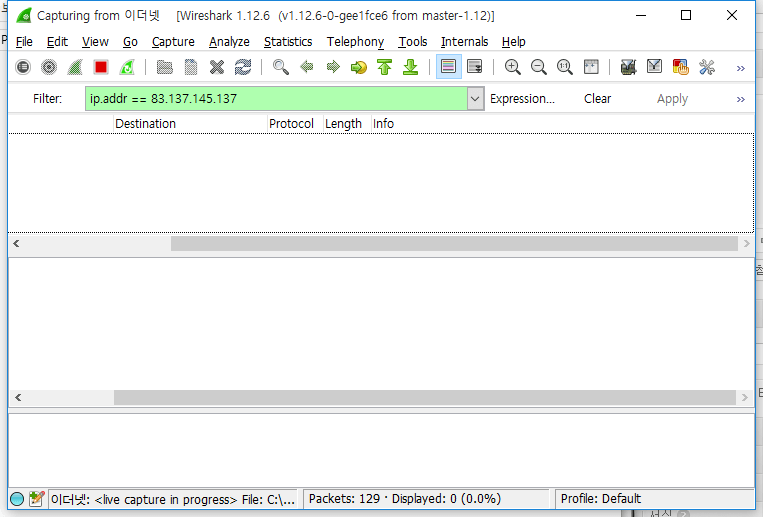 Capturing from 이더넷 [Wireshark 1.12.6 (v1.12.6-0-gee1fce6 from master-1.12)]
File Edit View Go Capture Analyze Statistics Telephony Tools Internals Help
Filter: ip.addr == 83.137.145.137 Expression... Clear Apply
Destination Protocol Length Info
이더넷: <live capture in progress> File: C:\... Packets: 129 · Displayed: 0 (0.0%) Profile: Default
서식